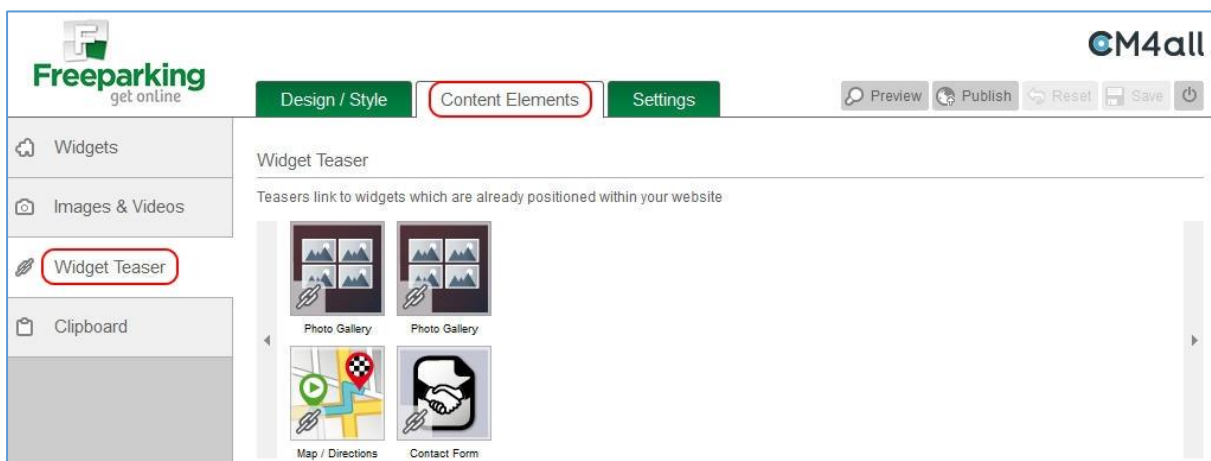 F
Freeparking
get online
CM4all
Design / Style
Content Elements
Settings
Preview
Publish
Reset
Save
Widgets
Images & Videos
Widget Teaser
Clipboard
Widget Teaser
Teasers link to widgets which are already positioned within your website
Photo Gallery
Photo Gallery
Map / Directions
Contact Form